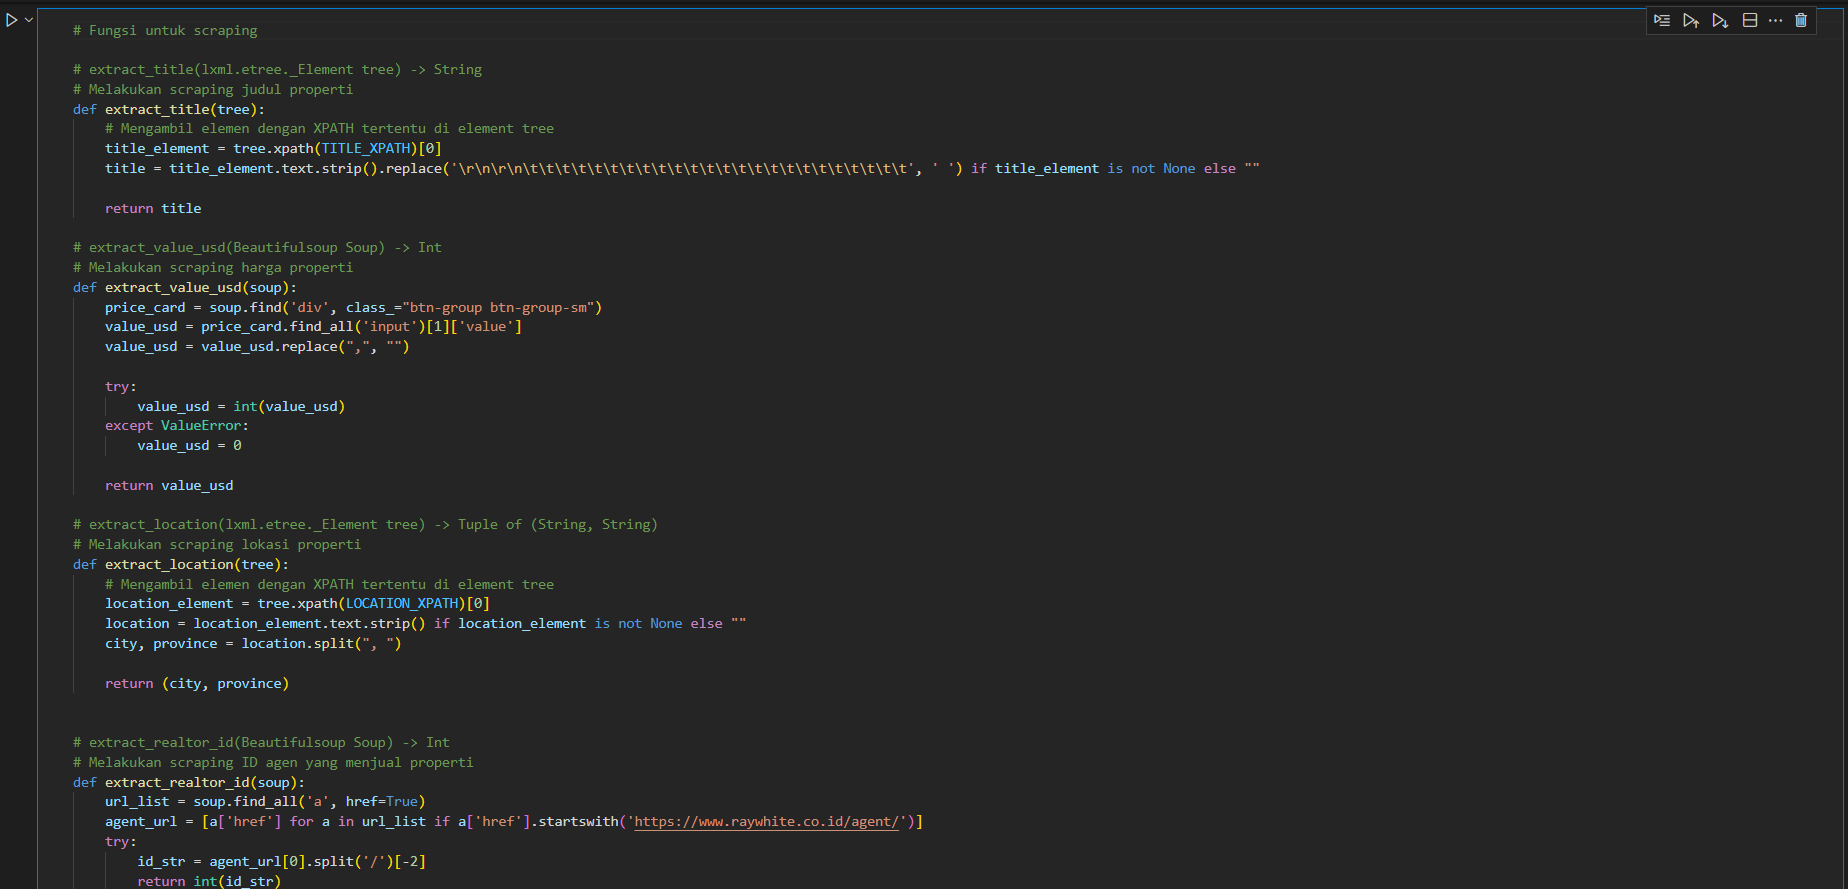 # Fungsi untuk scraping
# extract_title(lxml.etree._Element tree) -> String
# Melakukan scraping judul properti
def extract_title(tree):
# Mengambil elemen dengan XPATH tertentu di element tree
title_element = tree.xpath(TITLE_XPATH)[0]
title = title_element.text.strip().replace('\r\n\r\n\t\t\t\t\t\t\t\t\t\t\t\t\t\t\t\t\t\t\t\t\t\t\t\t', ' ') if title_element is not None else ""
return title
# extract_value_usd(Beautifulsoup Soup) -> Int
# Melakukan scraping harga properti
def extract_value_usd(soup):
price_card = soup.find('div', class_="btn-group btn-group-sm")
value_usd = price_card.find_all('input')[1]['value']
value_usd = value_usd.replace(",", "")
try:
value_usd = int(value_usd)
except ValueError:
value_usd = 0
return value_usd
# extract_location(lxml.etree._Element tree) -> Tuple of (String, String)
# Melakukan scraping lokasi properti
def extract_location(tree):
# Mengambil elemen dengan XPATH tertentu di element tree
location_element = tree.xpath(LOCATION_XPATH)[0]
location = location_element.text.strip() if location_element is not None else ""
city, province = location.split(", ")
return (city, province)
# extract_realtor_id(Beautifulsoup Soup) -> Int
# Melakukan scraping ID agen yang menjual properti
def extract_realtor_id(soup):
url_list = soup.find_all('a', href=True)
agent_url = [a['href'] for a in url_list if a['href'].startswith('https://www.raywhite.co.id/agent/')]
try:
id_str = agent_url[0].split('/')[-2]
return int(id_str)